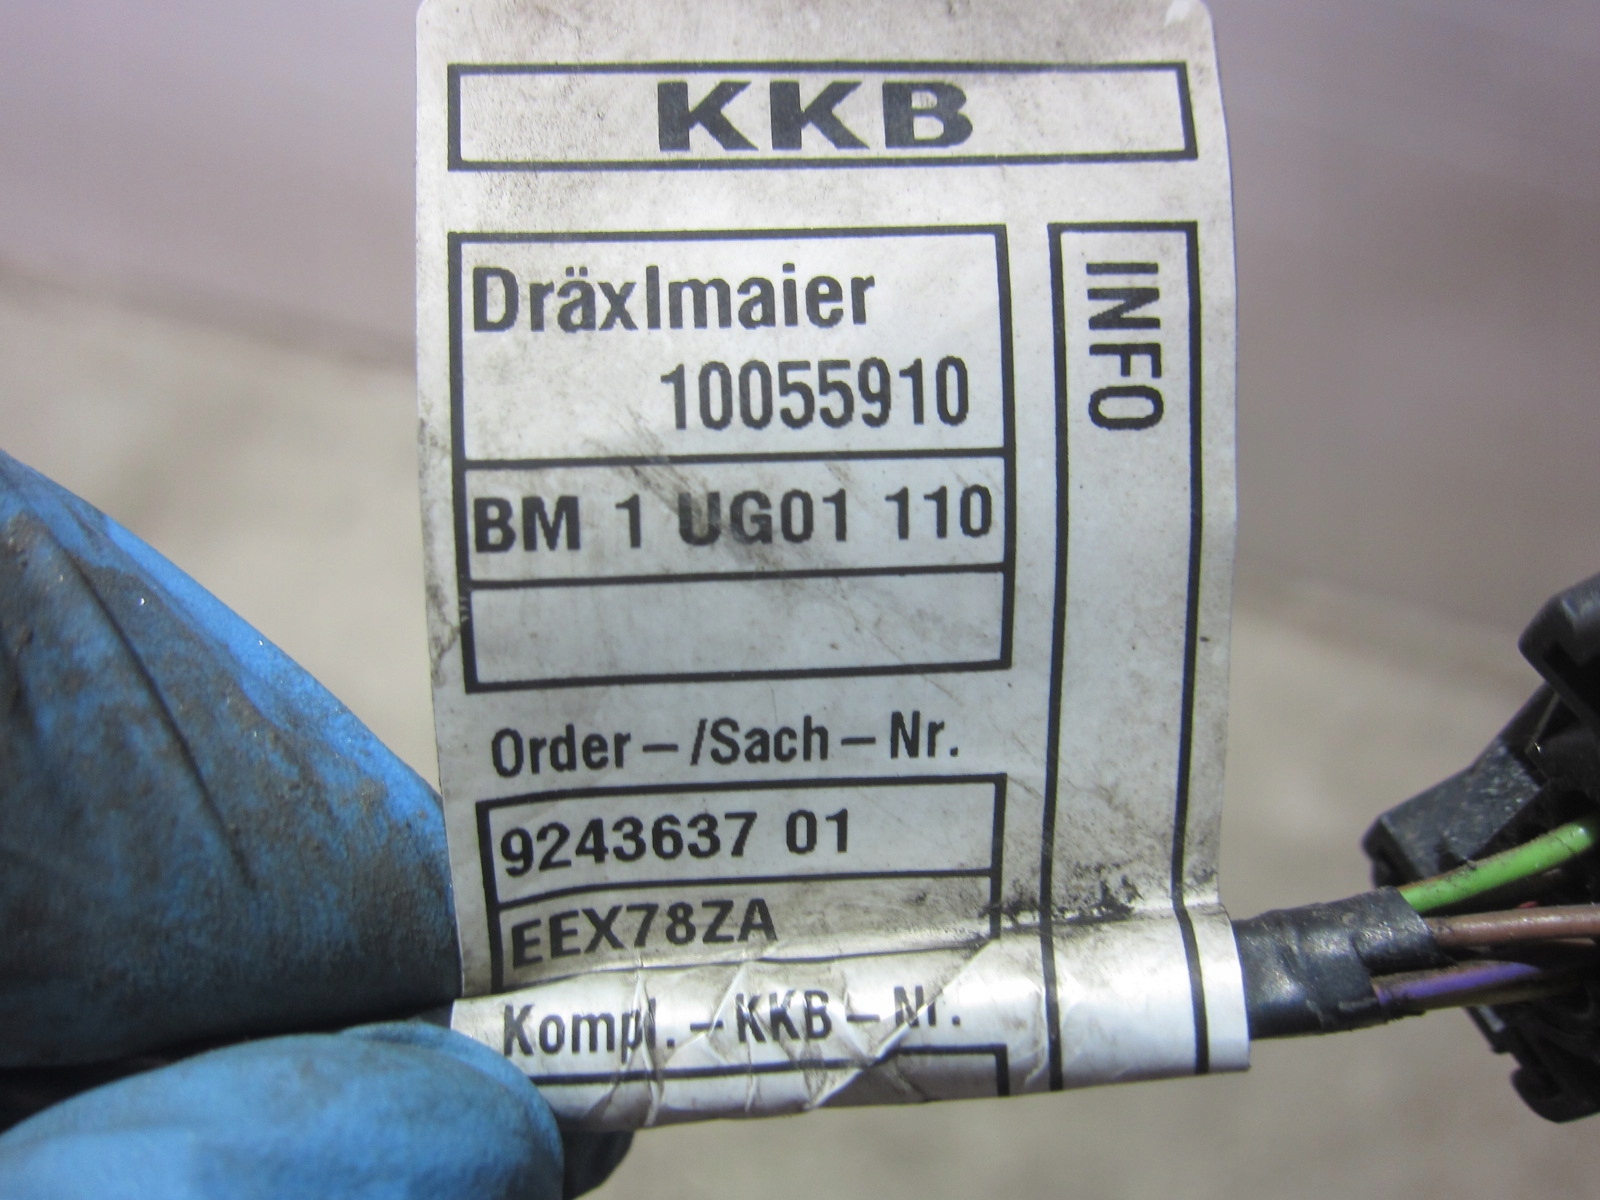 KKB
Dräxlmaier
10055910
BM 1 UG01 110
INFO
Order-/Sach-Nr.
9243637 01
EEX78ZA
Kompl.-KKB-Nr.